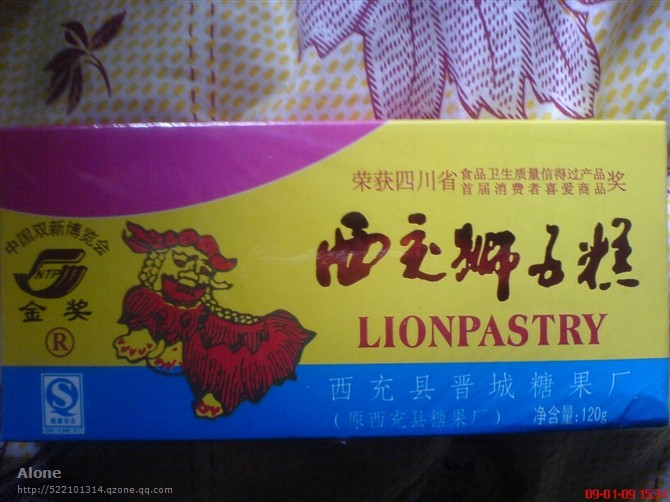 荣获四川省食品卫生质量信得过产品奖
首届消费者喜爱商品
中国双新博览会
NTP
金奖
®
西充狮子糕
LIONPASTRY
西充县晋城糖果厂
(原西充县糖果厂)
净含量:120g
Alone
http://522101314.qzone.qq.com
09-01-09